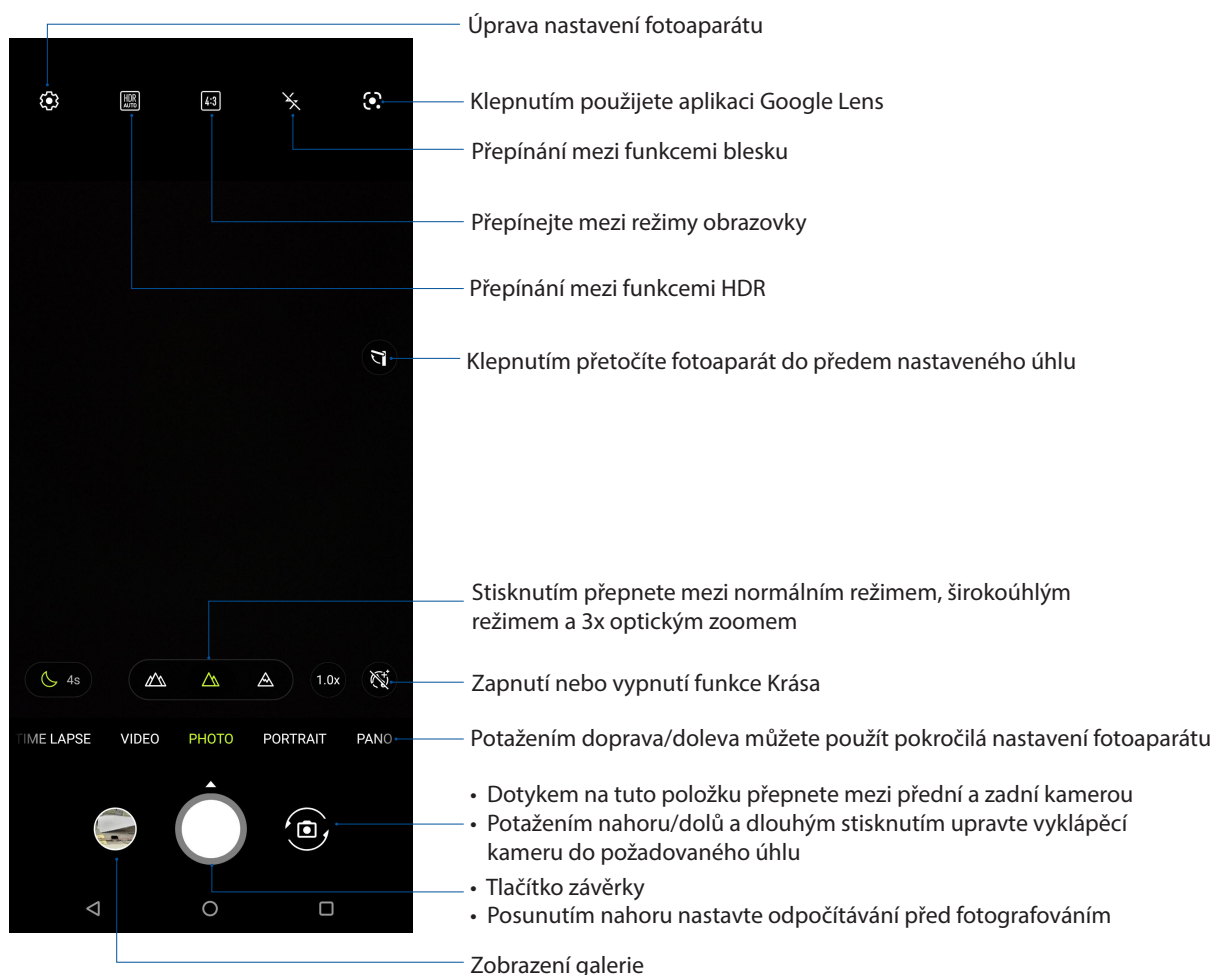 Úprava nastavení fotoaparátu
HDR
AUTO
4:3
Klepnutím použijete aplikaci Google Lens
Přepínání mezi funkcemi blesku
Přepínejte mezi režimy obrazovky
Přepínání mezi funkcemi HDR
Klepnutím přetočíte fotoaparát do předem nastaveného úhlu
Stisknutím přepnete mezi normálním režimem, širokoúhlým
režimem a 3x optickým zoomem
4s
1.0x
Zapnutí nebo vypnutí funkce Krása
TIME LAPSE VIDEO PHOTO PORTRAIT PANO
Potažením doprava/doleva můžete použít pokročilá nastavení fotoaparátu
• Dotykem na tuto položku přepnete mezi přední a zadní kamerou
• Potažením nahoru/dolů a dlouhým stisknutím upravte vyklápěcí
kameru do požadovaného úhlu
• Tlačítko závěrky
• Posunutím nahoru nastavte odpočítávání před fotografováním
Zobrazení galerie